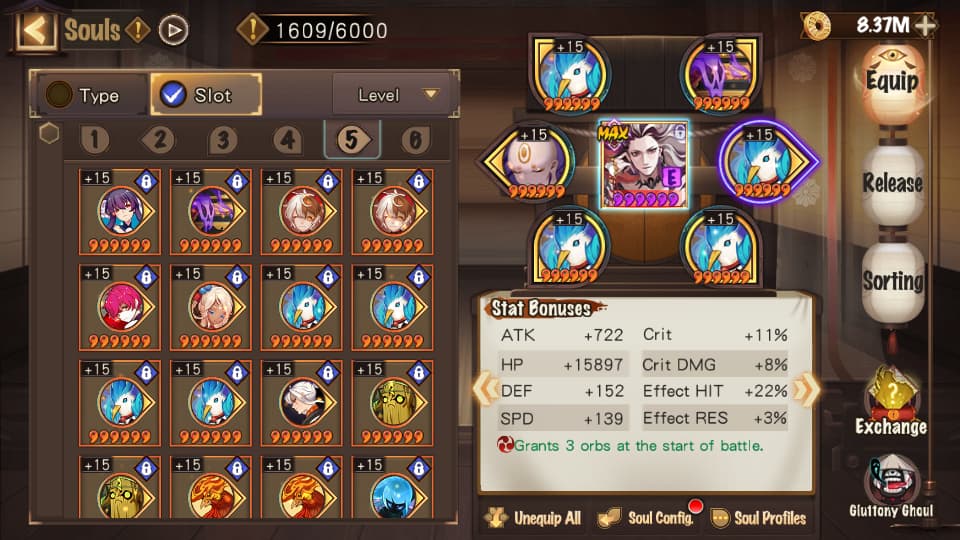 Souls
1609/6000
8.37M
Type
Slot
Level
1 2 3 4 5 6
+15 +15 +15 +15
999999 999999 999999 999999
+15 +15 +15 +15
999999 999999 999999 999999
+15 +15 +15 +15
999999 999999 999999 999999
+15 +15 +15 +15
+15 +15
999999 999999
+15 MAX +15
E
999999 999999 999999
+15 +15
999999 999999
Stat Bonuses
ATK +722 Crit +11%
HP +15897 Crit DMG +8%
DEF +152 Effect HIT +22%
SPD +139 Effect RES +3%
Grants 3 orbs at the start of battle.
Unequip All
Soul Config.
Soul Profiles
Equip
Release
Sorting
?
Exchange
Gluttony Ghoul